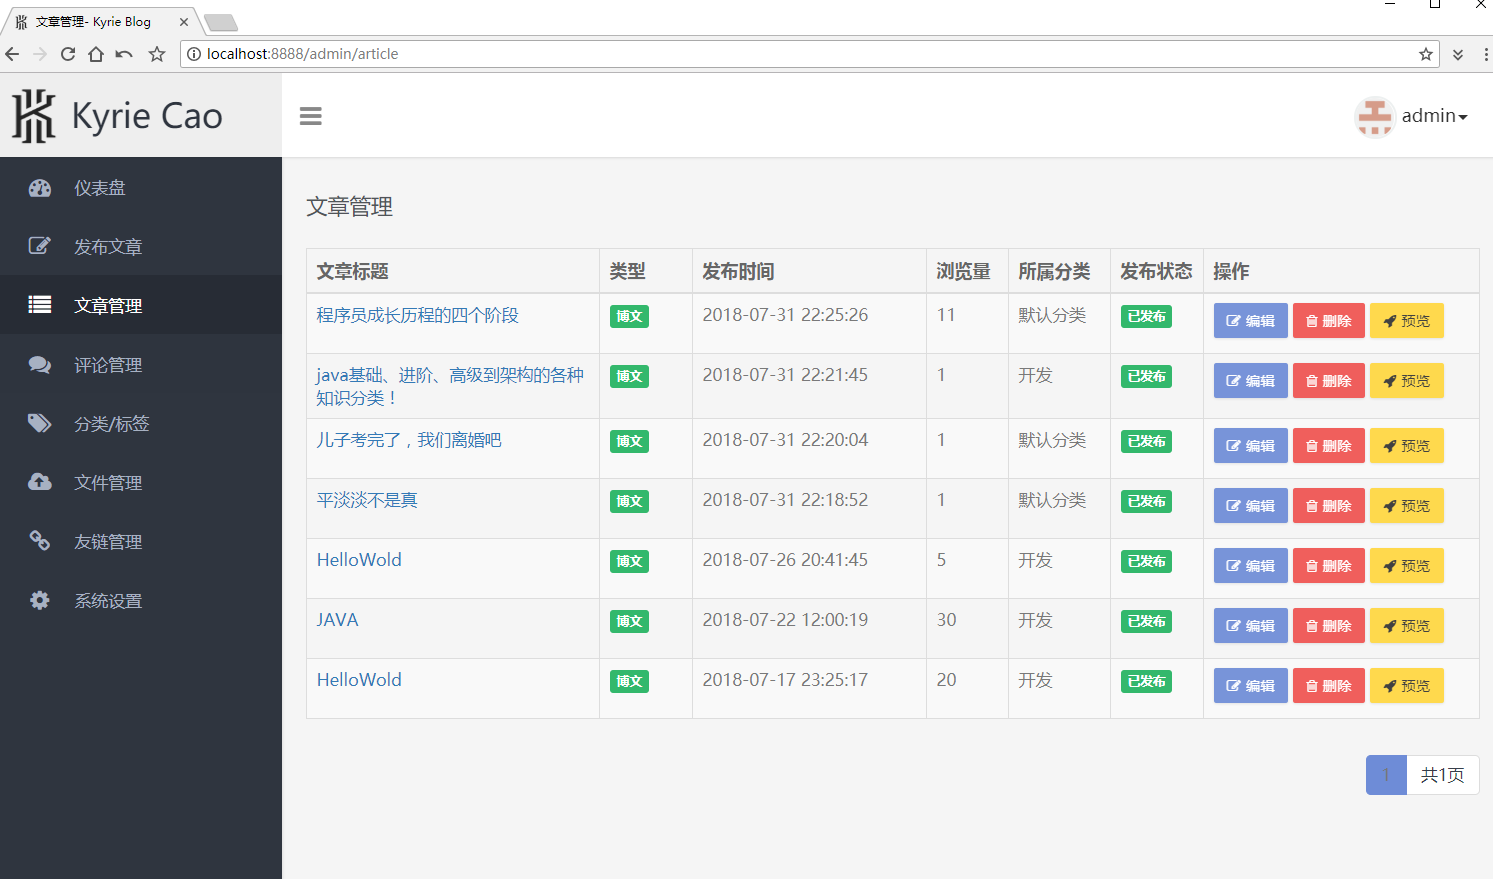 文章管理- Kyrie Blog
localhost:8888/admin/article
Kyrie Cao
admin
仪表盘
发布文章
文章管理
评论管理
分类/标签
文件管理
友链管理
系统设置
文章管理
文章标题 类型 发布时间 浏览量 所属分类 发布状态 操作
程序员成长历程的四个阶段 博文 2018-07-31 22:25:26 11 默认分类 已发布 编辑 删除 预览
java基础、进阶、高级到架构的各种 博文 2018-07-31 22:21:45 1 开发 已发布 编辑 删除 预览
知识分类！
儿子考完了，我们离婚吧 博文 2018-07-31 22:20:04 1 默认分类 已发布 编辑 删除 预览
平淡淡不是真 博文 2018-07-31 22:18:52 1 默认分类 已发布 编辑 删除 预览
HelloWold 博文 2018-07-26 20:41:45 5 开发 已发布 编辑 删除 预览
JAVA 博文 2018-07-22 12:00:19 30 开发 已发布 编辑 删除 预览
HelloWold 博文 2018-07-17 23:25:17 20 开发 已发布 编辑 删除 预览
1 共1页